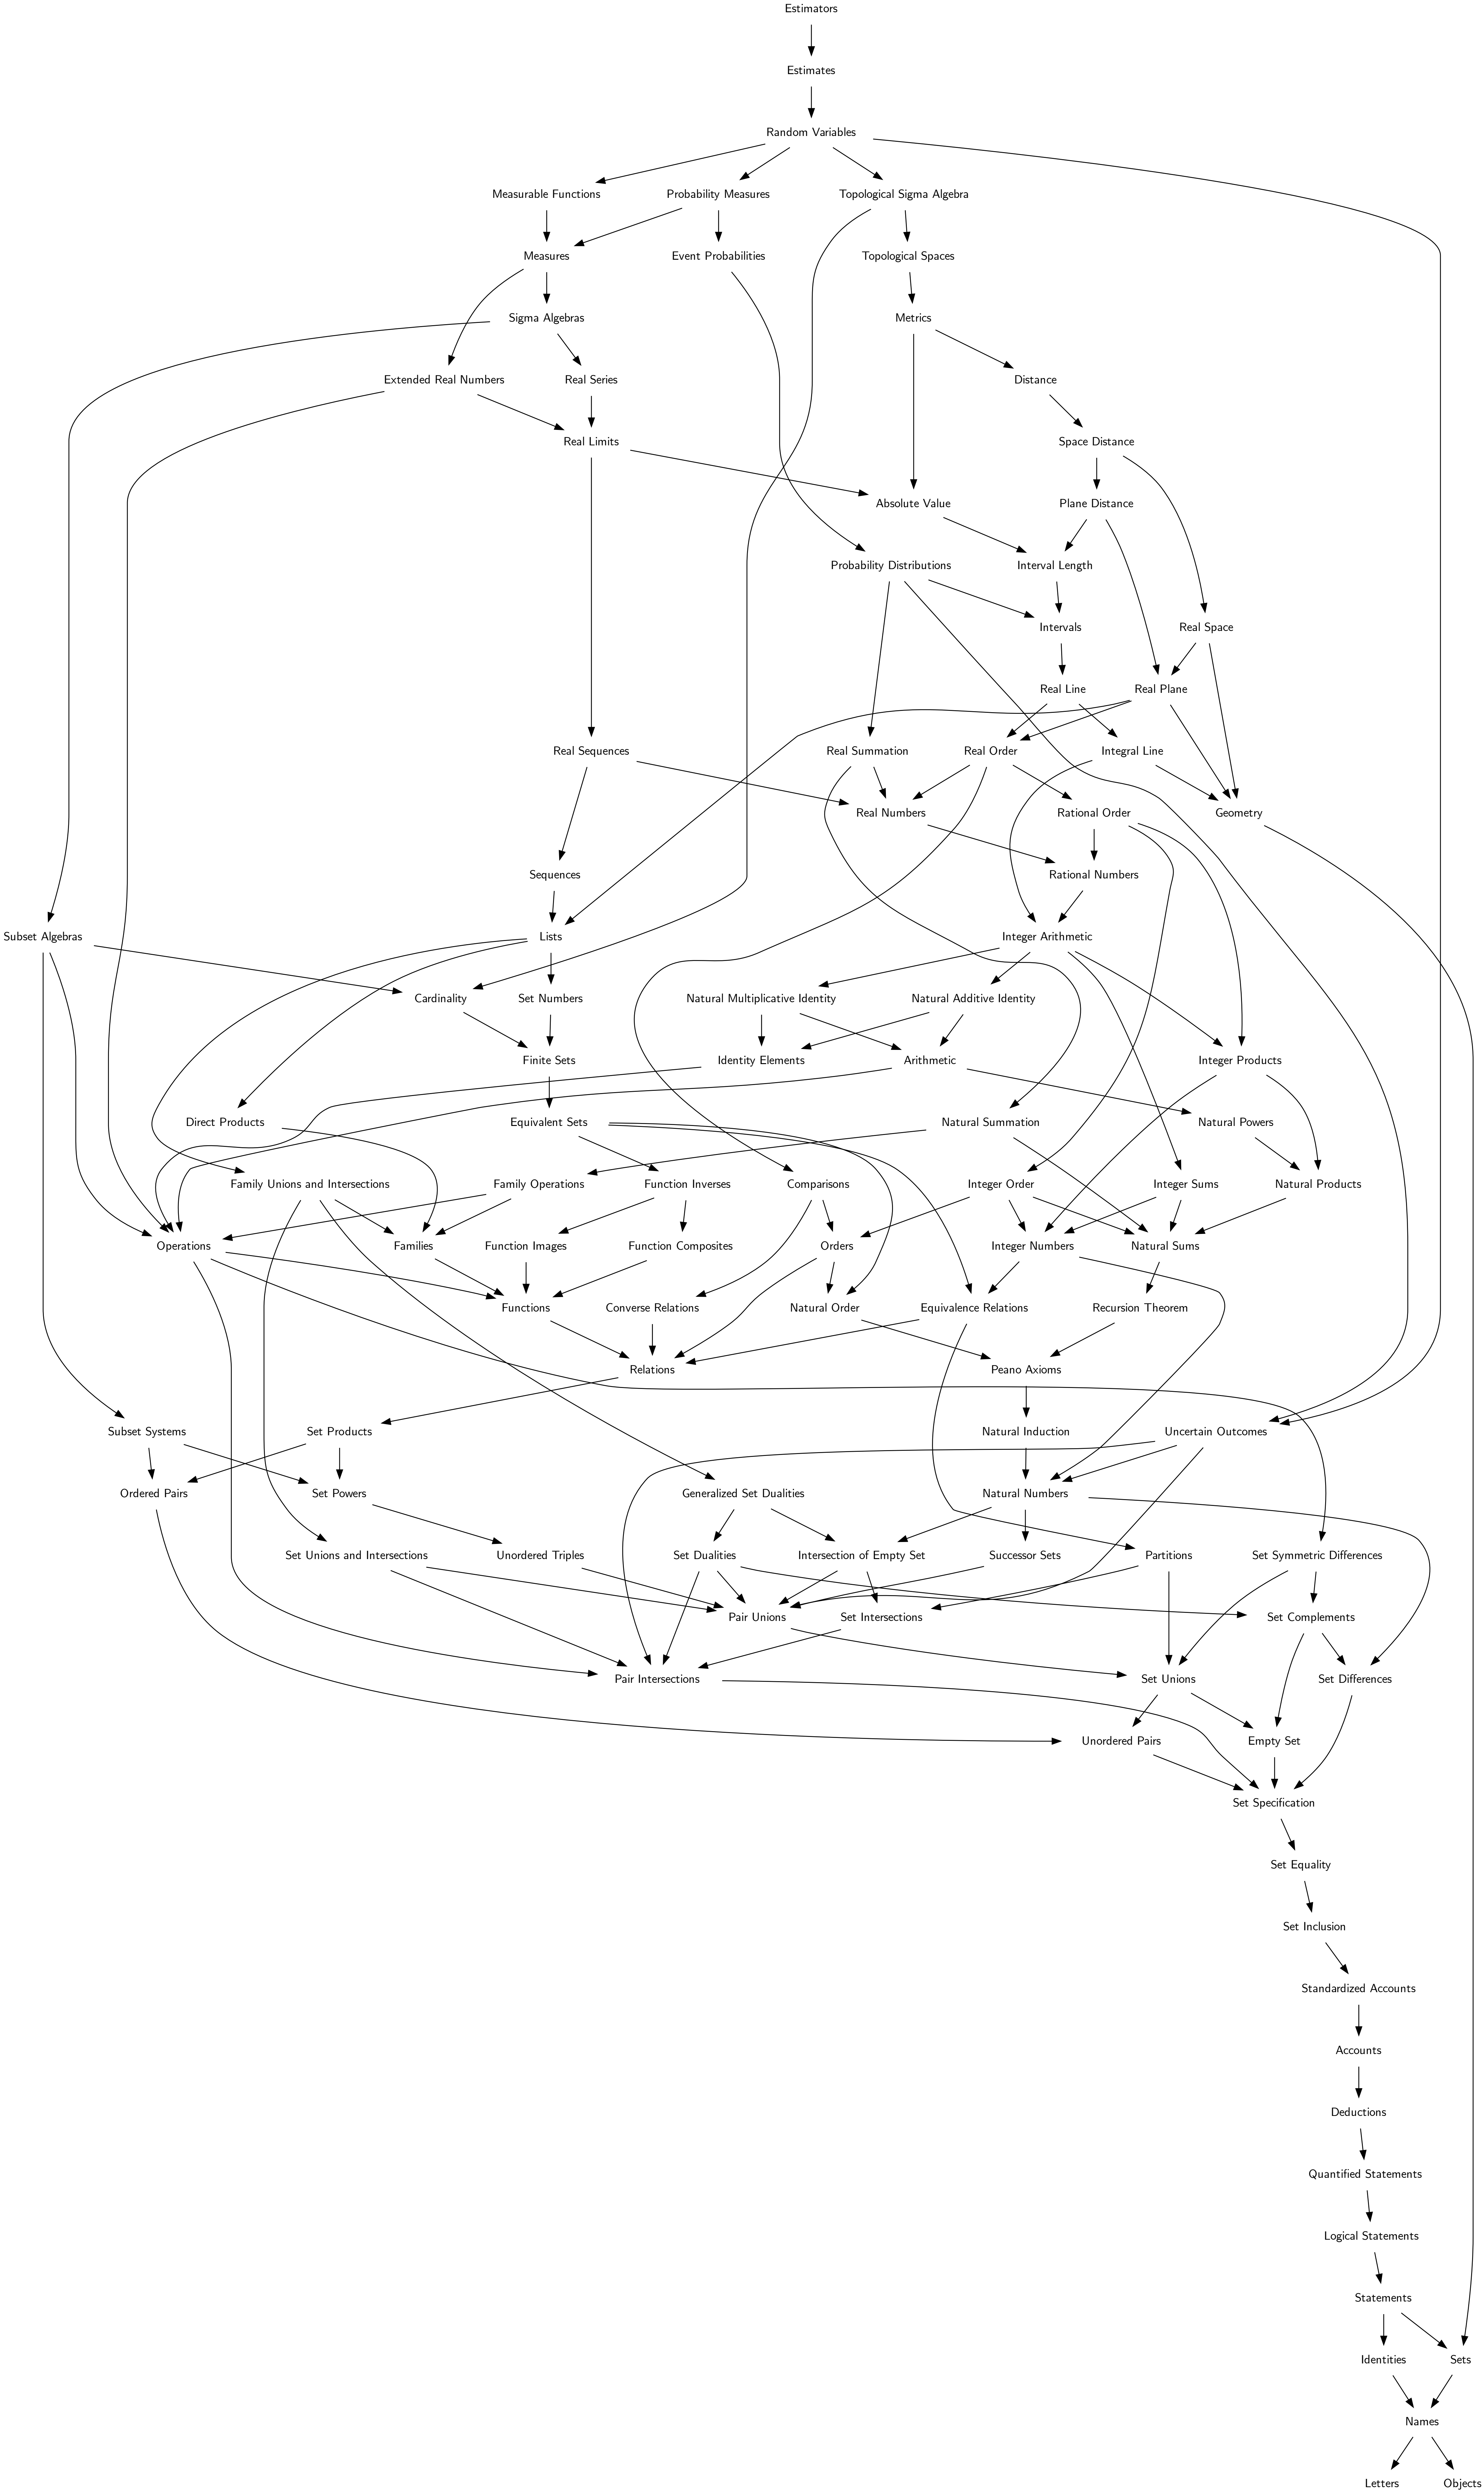 Estimators
Estimates
Random Variables
Measurable Functions
Probability Measures
Topological Sigma Algebra
Measures
Event Probabilities
Topological Spaces
Sigma Algebras
Metrics
Extended Real Numbers
Real Series
Distance
Real Limits
Space Distance
Absolute Value
Plane Distance
Probability Distributions
Interval Length
Intervals
Real Space
Real Line
Real Plane
Real Sequences
Real Summation
Real Order
Integral Line
Real Numbers
Rational Order
Geometry
Sequences
Rational Numbers
Subset Algebras
Lists
Integer Arithmetic
Cardinality
Set Numbers
Natural Multiplicative Identity
Natural Additive Identity
Finite Sets
Identity Elements
Arithmetic
Integer Products
Direct Products
Equivalent Sets
Natural Summation
Natural Powers
Family Unions and Intersections
Family Operations
Function Inverses
Comparisons
Integer Order
Integer Sums
Natural Products
Operations
Families
Function Images
Function Composites
Orders
Integer Numbers
Natural Sums
Functions
Converse Relations
Natural Order
Equivalence Relations
Recursion Theorem
Relations
Peano Axioms
Subset Systems
Set Products
Natural Induction
Uncertain Outcomes
Ordered Pairs
Set Powers
Generalized Set Dualities
Natural Numbers
Set Unions and Intersections
Unordered Triples
Set Dualities
Intersection of Empty Set
Successor Sets
Partitions
Set Symmetric Differences
Pair Unions
Set Intersections
Set Complements
Pair Intersections
Set Unions
Set Differences
Unordered Pairs
Empty Set
Set Specification
Set Equality
Set Inclusion
Standardized Accounts
Accounts
Deductions
Quantified Statements
Logical Statements
Statements
Identities
Sets
Names
Letters
Objects